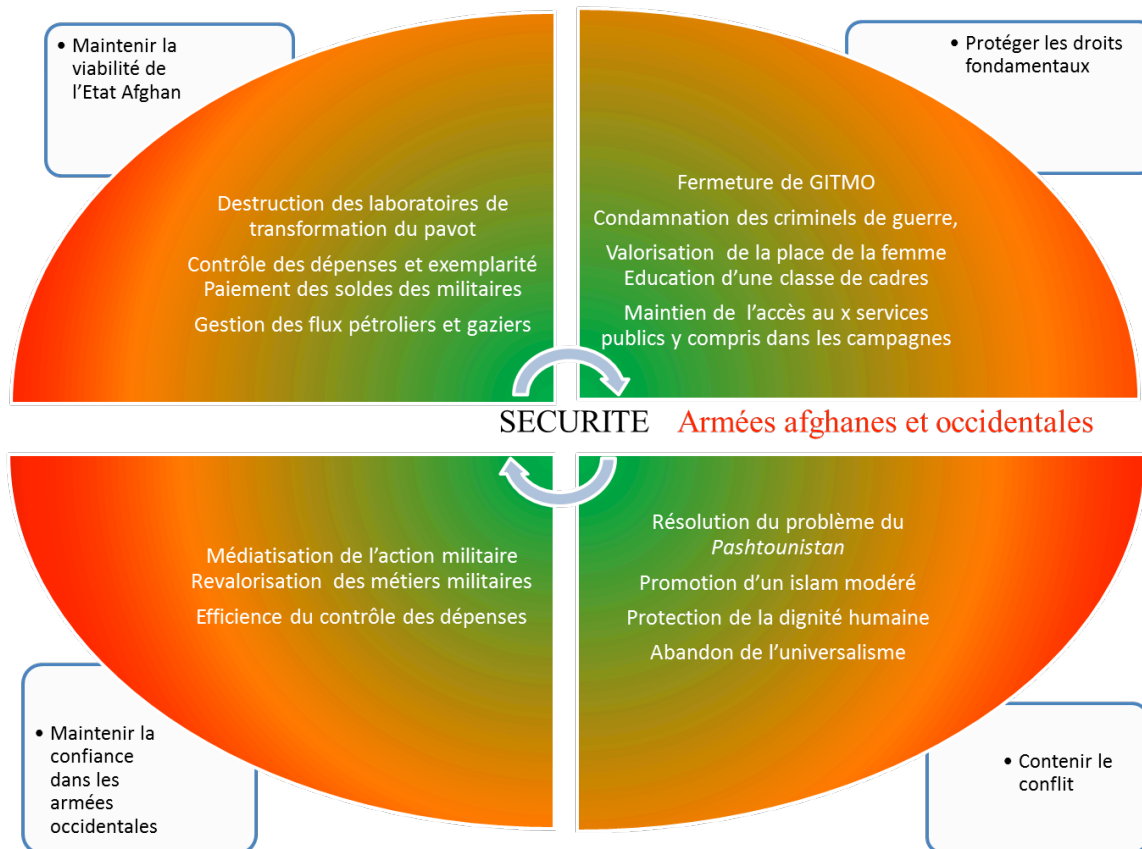 • Maintenir la
viabilité de
l'Etat Afghan
• Protéger les droits
fondamentaux
Destruction des laboratoires de
transformation du pavot
Contrôle des dépenses et exemplarité
Paiement des soldes des militaires
Gestion des flux pétroliers et gaziers
Fermeture de GITMO
Condamnation des criminels de guerre,
Valorisation de la place de la femme
Education d'une classe de cadres
Maintien de l'accès au x services
publics y compris dans les campagnes
SECURITE Armées afghanes et occidentales
Médiatisation de l'action militaire
Revalorisation des métiers militaires
Efficience du contrôle des dépenses
Résolution du problème du
Pashtounistan
Promotion d'un islam modéré
Protection de la dignité humaine
Abandon de l'universalisme
• Maintenir la
confiance
dans les
armées
occidentales
• Contenir le
conflit